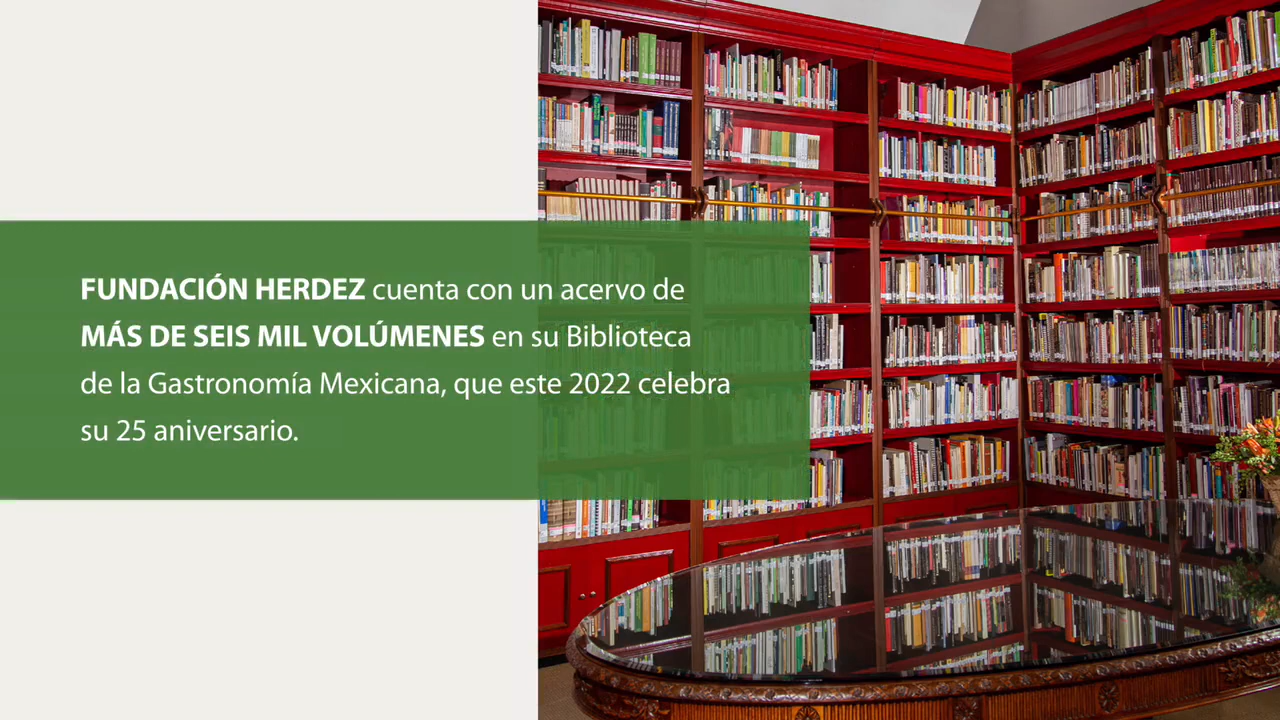 FUNDACIÓN HERDEZ cuenta con un acervo de
MÁS DE SEIS MIL VOLÚMENES en su Biblioteca
de la Gastronomía Mexicana, que este 2022 celebra
su 25 aniversario.